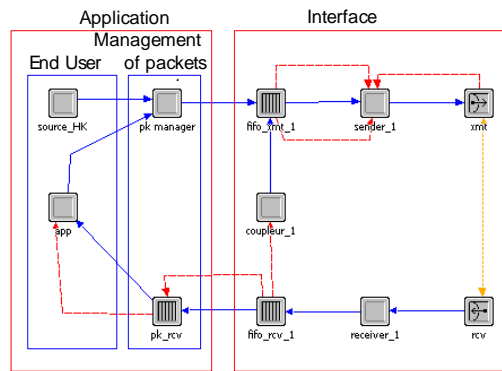 Application
Interface
Management
End User
of packets
source_HK
pk manager
fifo_xmt_1
sender_1
xmt
app
coupleur_1
pk_rcv
fifo_rcv_1
receiver_1
rcv